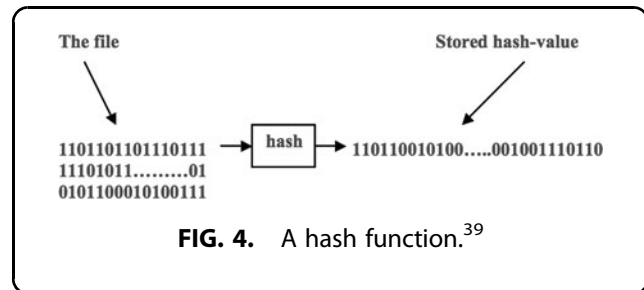 The file Stored hash-value
1101101101110111 hash 110110010100.....001001110110
11101011.........01
0101100010100111
FIG. 4. A hash function.39